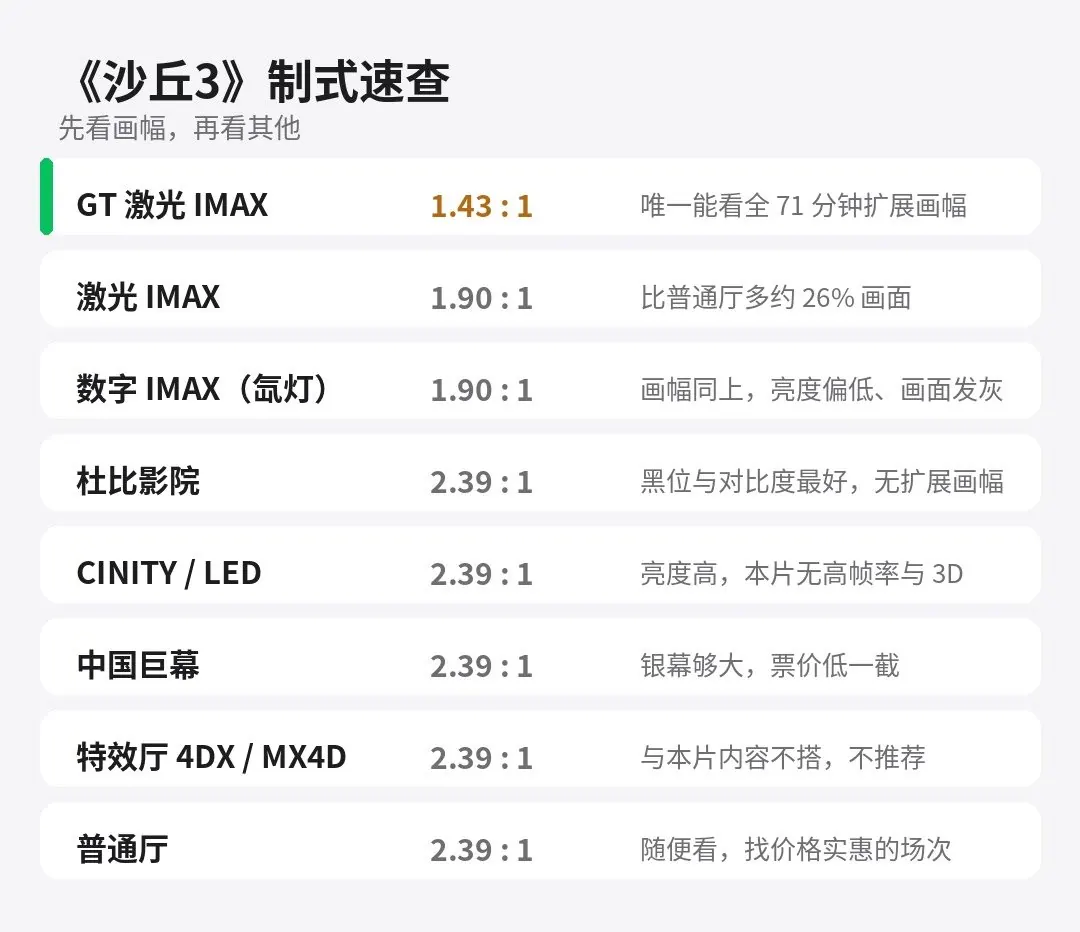 《沙丘3》制式速查
先看画幅，再看其他
GT 激光 IMAX 1.43 : 1 唯一能看全 71 分钟扩展画幅
激光 IMAX 1.90 : 1 比普通厅多约 26% 画面
数字 IMAX（氙灯） 1.90 : 1 画幅同上，亮度偏低、画面发灰
杜比影院 2.39 : 1 黑位与对比度最好，无扩展画幅
CINITY / LED 2.39 : 1 亮度高，本片无高帧率与 3D
中国巨幕 2.39 : 1 银幕够大，票价低一截
特效厅 4DX / MX4D 2.39 : 1 与本片内容不搭，不推荐
普通厅 2.39 : 1 随便看，找价格实惠的场次